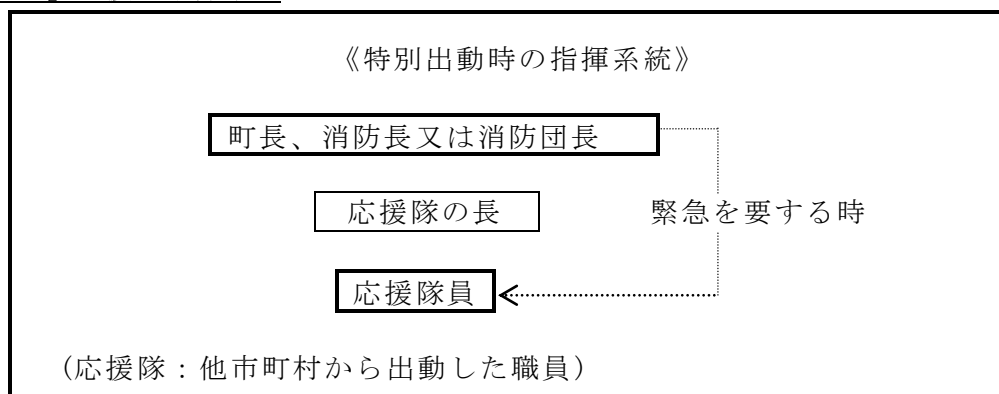 《特別出動時の指揮系統》
町長、消防長又は消防団長
応援隊の長
緊急を要する時
応援隊員
(応援隊：他市町村から出動した職員)